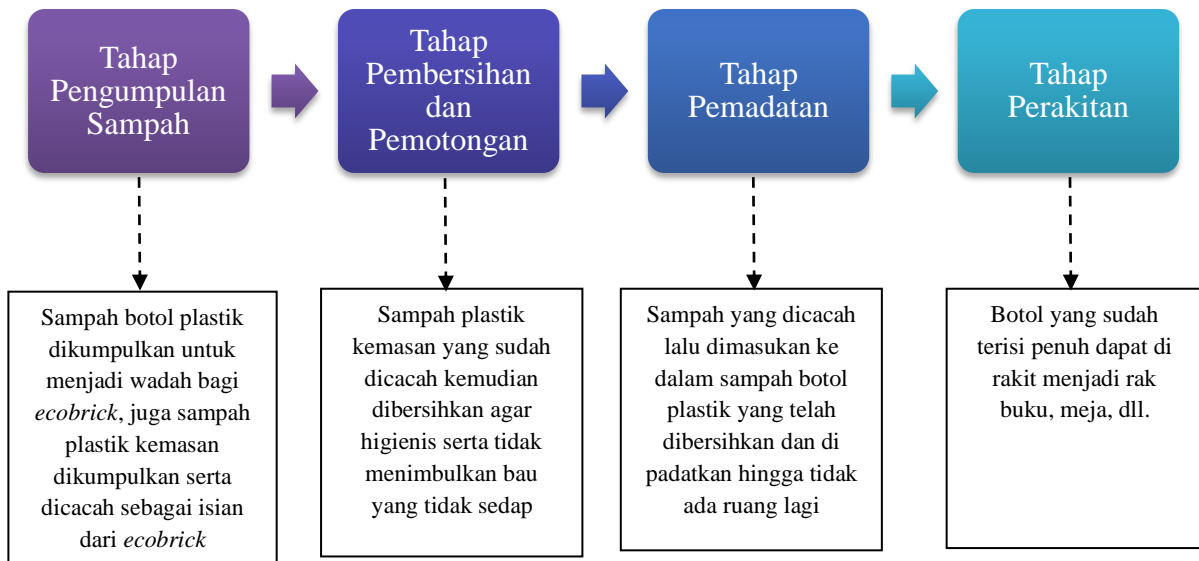 Tahap
Pengumpulan
Sampah
Tahap
Pembersihan
dan
Pemotongan
Tahap
Pemadatan
Tahap
Perakitan
Sampah botol plastik
dikumpulkan untuk
menjadi wadah bagi
ecobrick, juga sampah
plastik kemasan
dikumpulkan serta
dicacah sebagai isian
dari ecobrick
Sampah plastik
kemasan yang sudah
dicacah kemudian
dibersihkan agar
higienis serta tidak
menimbulkan bau
yang tidak sedap
Sampah yang dicacah
lalu dimasukan ke
dalam sampah botol
plastik yang telah
dibersihkan dan di
padatkan hingga tidak
ada ruang lagi
Botol yang sudah
terisi penuh dapat di
rakit menjadi rak
buku, meja, dll.